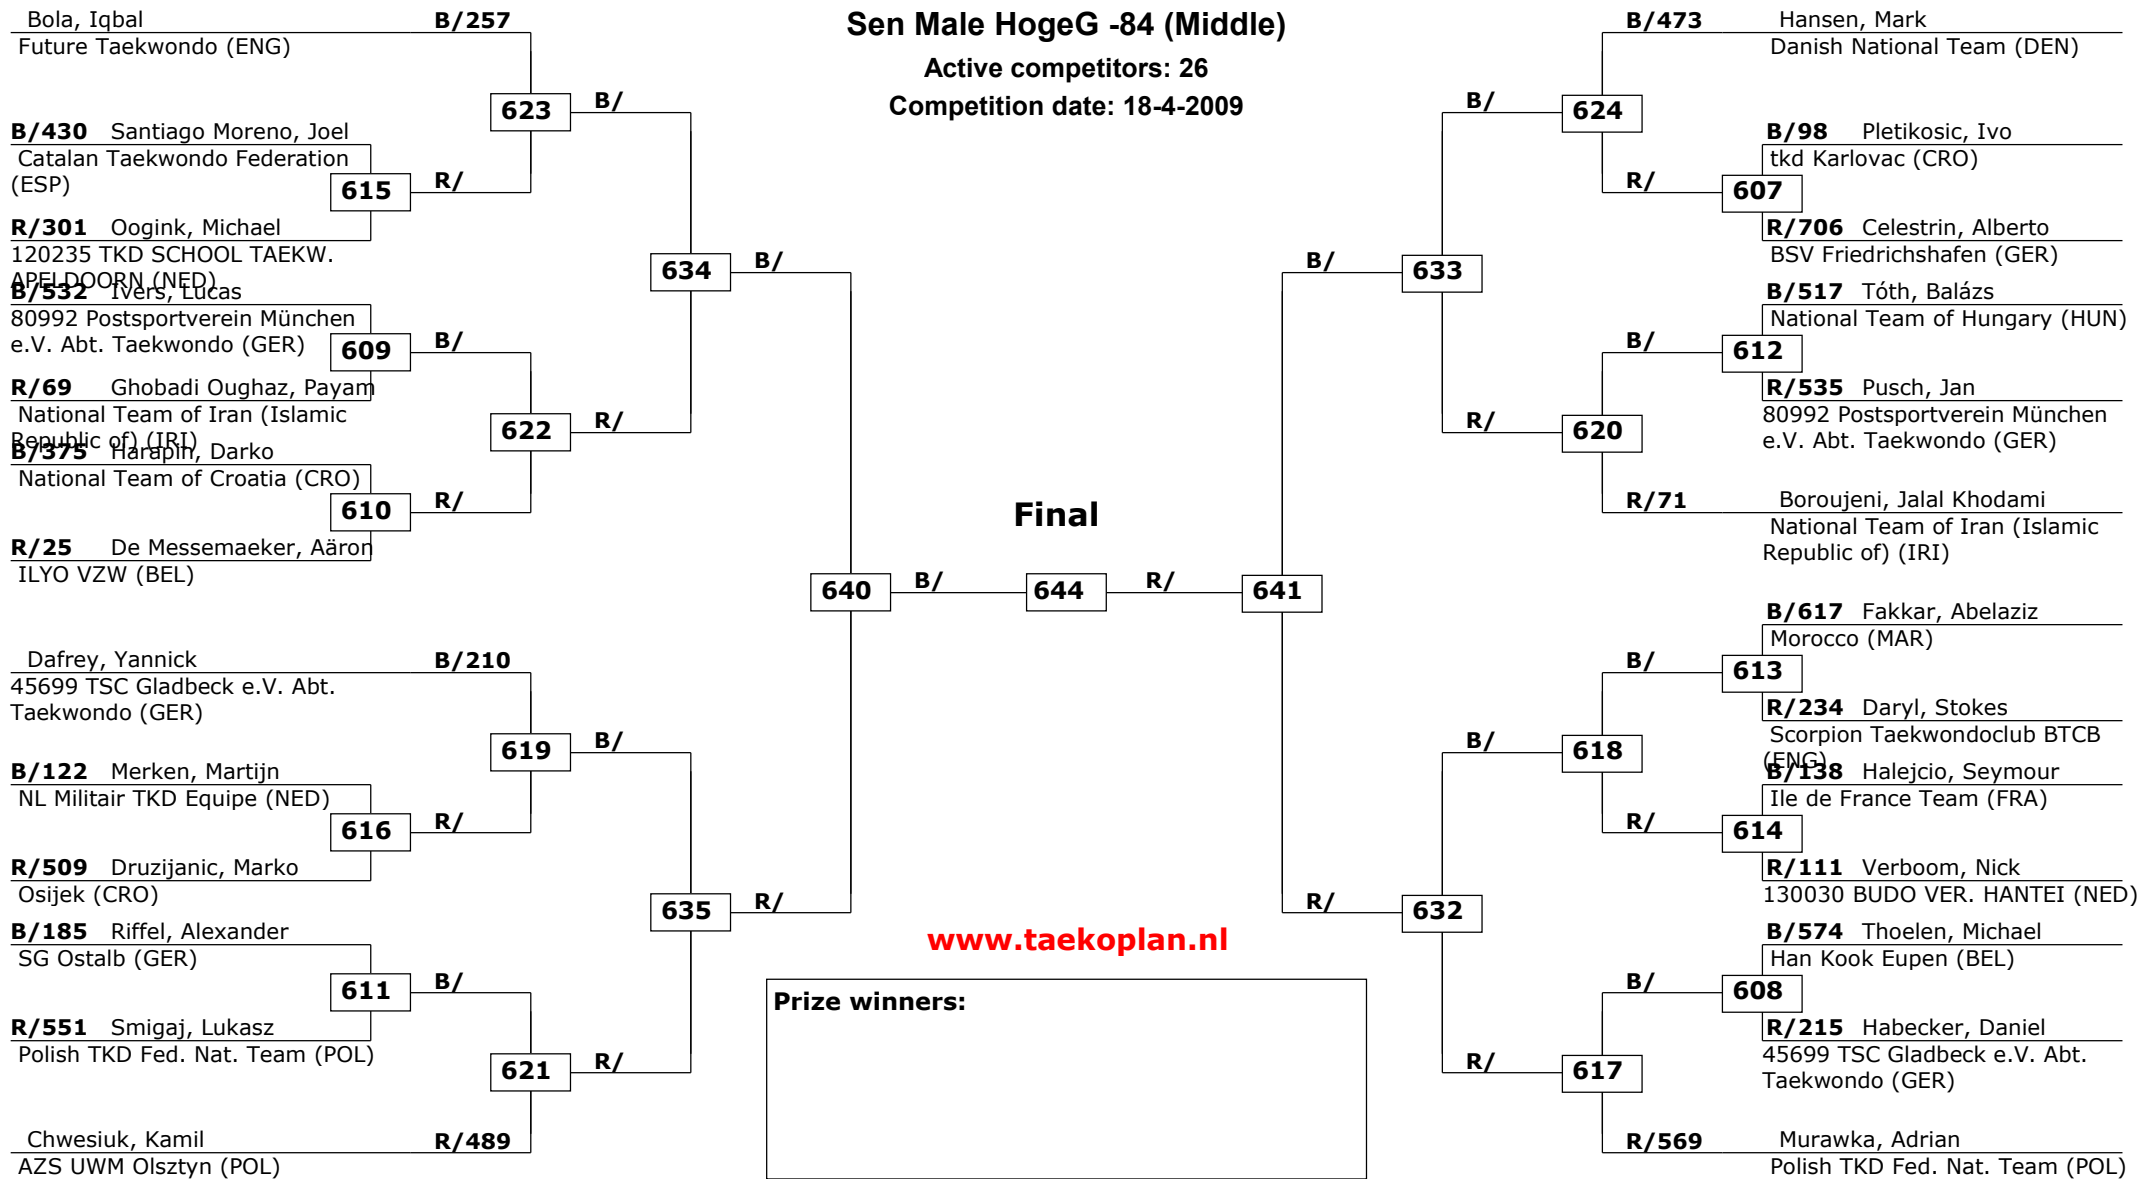 Sen Male HogeG -84 (Middle)
Active competitors: 26
Competition date: 18-4-2009
Bola, Iqbal B/257
Future Taekwondo (ENG)
623
B/
B/430 Santiago Moreno, Joel
Catalan Taekwondo Federation
(ESP)
615
R/
R/301 Oogink, Michael
120235 TKD SCHOOL TAEKW.
APELDOORN (NED)
634
B/
B/532 Ivers, Lucas
80992 Postsportverein München
e.V. Abt. Taekwondo (GER)
609
B/
R/69 Ghobadi Oughaz, Payam
National Team of Iran (Islamic
Republic of) (IRI)
622
R/
B/375 Harapin, Darko
National Team of Croatia (CRO)
610
R/
R/25 De Messemaeker, Aäron
ILYO VZW (BEL)
640
B/
Dafrey, Yannick B/210
45699 TSC Gladbeck e.V. Abt.
Taekwondo (GER)
619
B/
B/122 Merken, Martijn
NL Militair TKD Equipe (NED)
616
R/
R/509 Druzijanic, Marko
Osijek (CRO)
635
R/
B/185 Riffel, Alexander
SG Ostalb (GER)
611
B/
R/551 Smigaj, Lukasz
Polish TKD Fed. Nat. Team (POL)
621
R/
Chwesiuk, Kamil R/489
AZS UWM Olsztyn (POL)
Final
644
R/
641
www.taekoplan.nl
Prize winners:
B/473 Hansen, Mark
Danish National Team (DEN)
B/
624
B/98 Pletikosic, Ivo
tkd Karlovac (CRO)
R/
607
R/706 Celestrin, Alberto
BSV Friedrichshafen (GER)
B/
633
B/517 Tóth, Balázs
National Team of Hungary (HUN)
B/
612
R/535 Pusch, Jan
80992 Postsportverein München
e.V. Abt. Taekwondo (GER)
R/
620
R/71 Boroujeni, Jalal Khodami
National Team of Iran (Islamic
Republic of) (IRI)
B/617 Fakkar, Abelaziz
Morocco (MAR)
B/
613
R/234 Daryl, Stokes
Scorpion Taekwondoclub BTCB
(ENG)
B/
618
B/138 Halejcio, Seymour
Ile de France Team (FRA)
R/
614
R/111 Verboom, Nick
130030 BUDO VER. HANTEI (NED)
R/
632
B/574 Thoelen, Michael
Han Kook Eupen (BEL)
B/
608
R/215 Habecker, Daniel
45699 TSC Gladbeck e.V. Abt.
Taekwondo (GER)
R/
617
R/569 Murawka, Adrian
Polish TKD Fed. Nat. Team (POL)